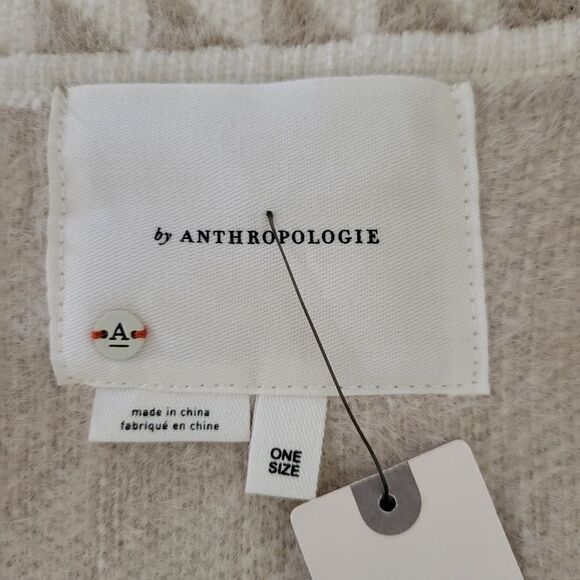 by ANTHROPOLOGIE
A
made in china
fabriqué en chine
ONE
SIZE